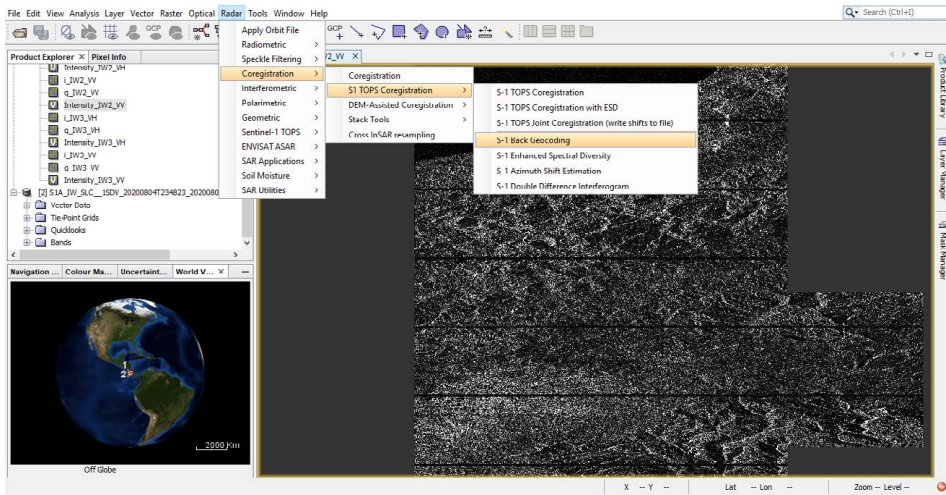 File Edit View Analysis Layer Vector Raster Optical Radar Tools Window Help
Search (Ctrl+I)
GCP
GCP
Product Explorer × Pixel Info
Intensity_IW2_VH
i_IW2_VV
q_IW2_VV
Intensity_IW2_VV
i_IW3_VH
q_IW3_VH
Intensity_IW3_VH
i_IW3_VV
q_IW3_VV
Intensity_IW3_VV
[2] S1A_IW_SLC__1SDV_20200804T234823_2020080
Vector Data
Tie-Point Grids
Quicklooks
Bands
Apply Orbit File
Radiometric >
Speckle Filtering >
Coregistration >
Interferometric >
Polarimetric >
Geometric >
Sentinel-1 TOPS >
ENVISAT ASAR >
SAR Applications >
Soil Moisture >
SAR Utilities >
Coregistration
S1 TOPS Coregistration >
DEM-Assisted Coregistration >
Stack Tools >
Cross InSAR resampling
S-1 TOPS Coregistration
S-1 TOPS Coregistration with ESD
S-1 TOPS Joint Coregistration (write shifts to file)
S-1 Back Geocoding
S-1 Enhanced Spectral Diversity
S-1 Azimuth Shift Estimation
S-1 Double Difference Interferogram
2_VV ×
Product Library
Layer Manager
Mask Manager
Navigation ... Colour Ma... Uncertaint... World V... ×
1
2
2000 Km
Off Globe
X -- Y -- Lat -- Lon -- Zoom -- Level --